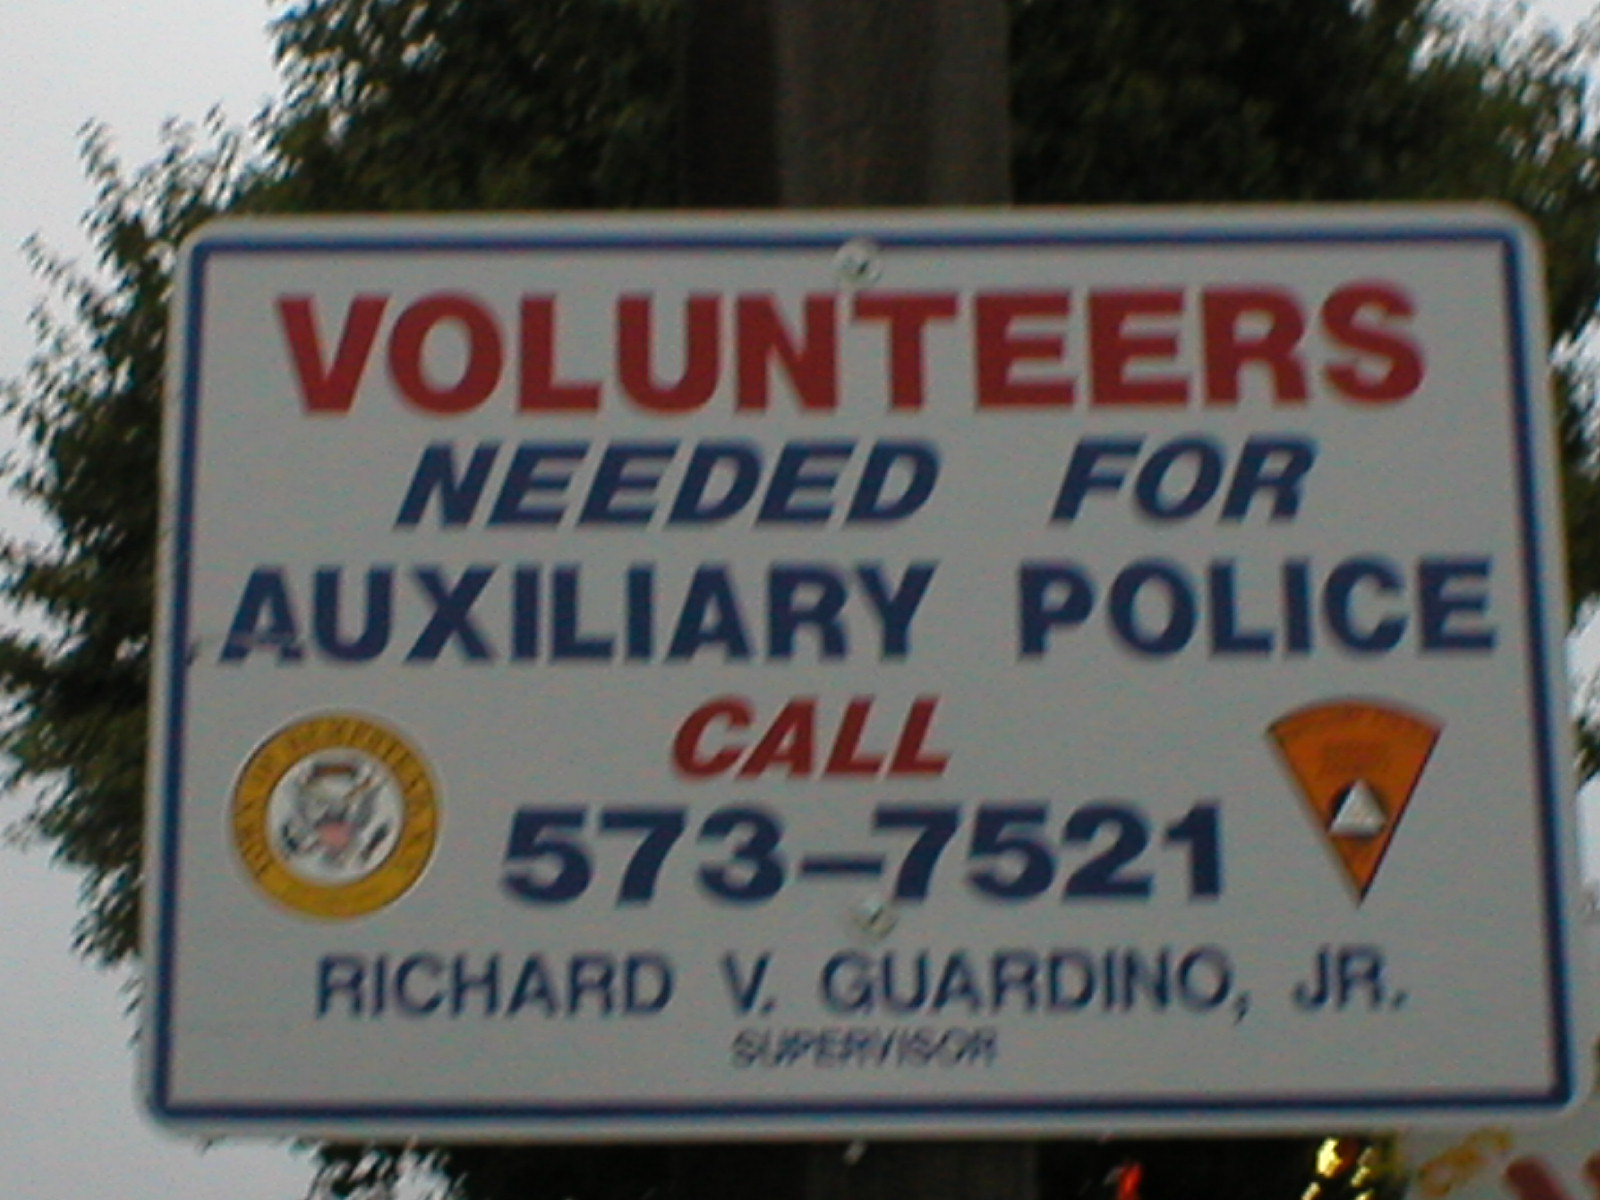 VOLUNTEERS
NEEDED FOR
AUXILIARY POLICE
CALL
573-7521
RICHARD V. GUARDINO, JR.
SUPERVISOR